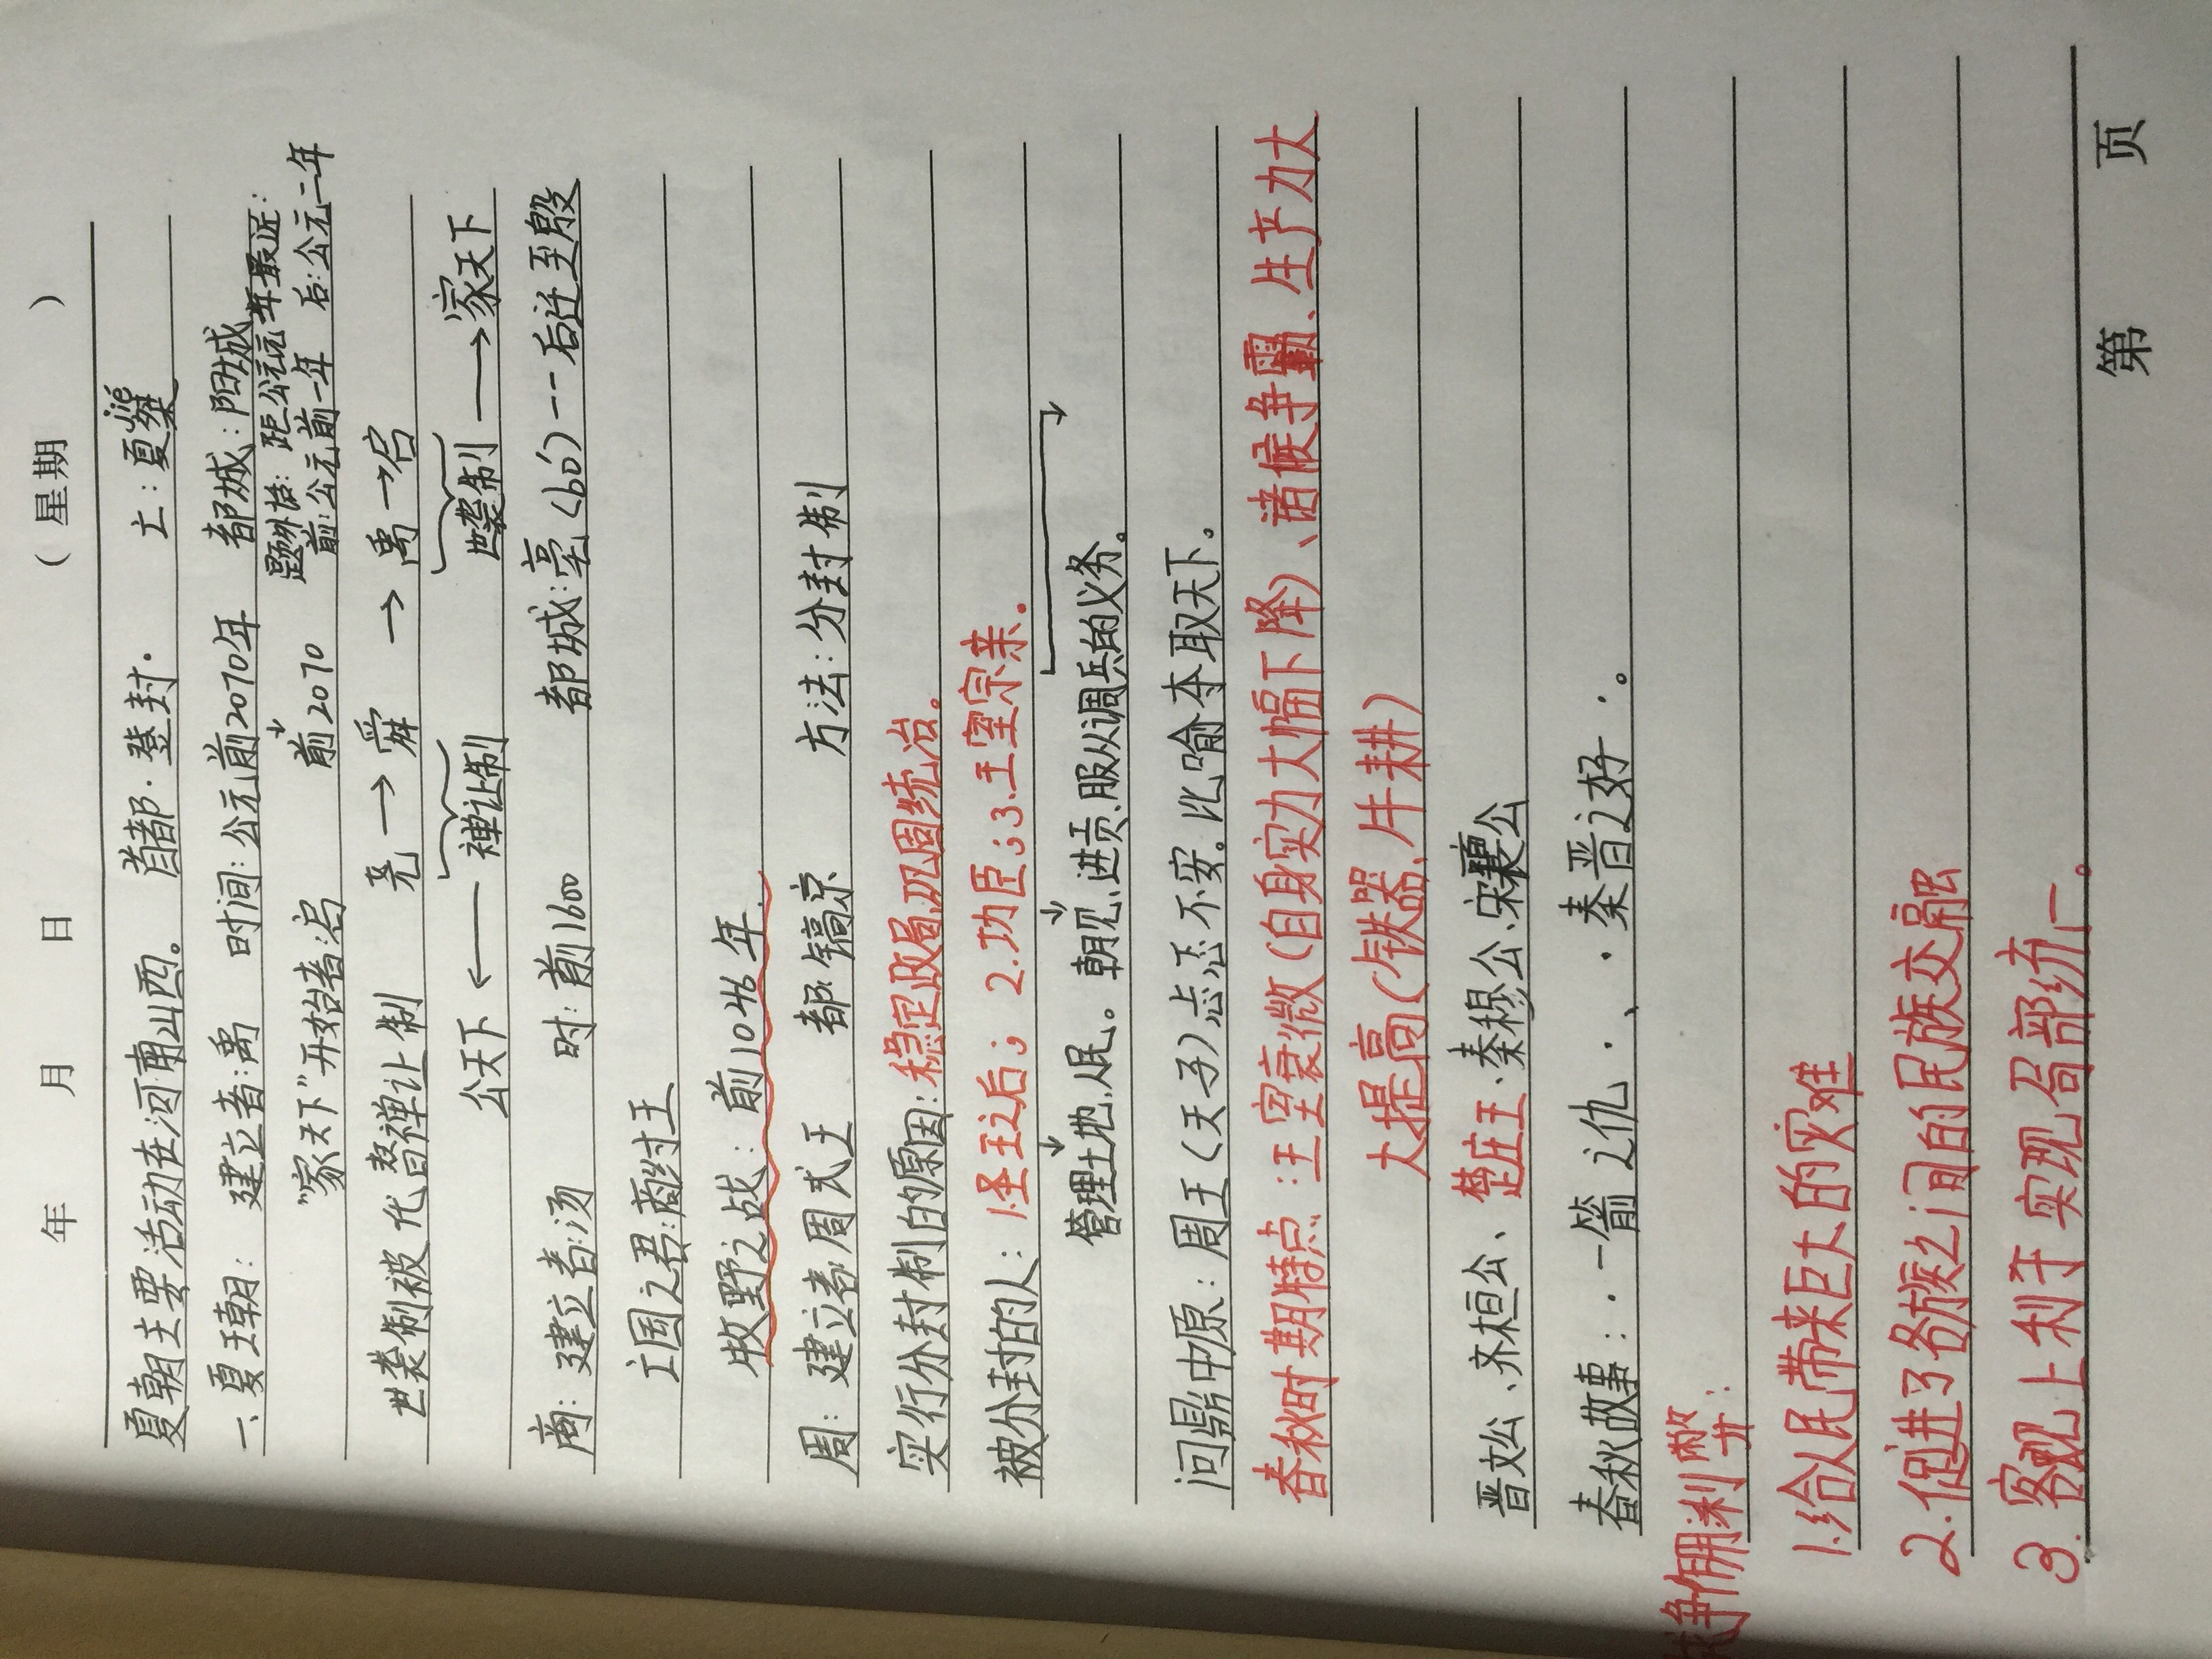 年 月 日 （星期 ）
jié
夏朝主要活动在河南山西。 首都·登封· 亡:夏桀
一、夏王朝: 建立者:禹 时间:公元前2070年 都城:阳城
↓ 题外话: 距公元元年最近:
"家天下"开始者:启 前2070 前:公元前一年 后:公元二年
世袭制被代替禅让制 尧→舜 → 禹→启
公天下 ← 禅让制 世袭制 → 家天下
商: 建立者:汤 时:前1600 都城:亳(bó)--后迁至殷
亡国之君:商纣王
牧野之战: 前1046年.
周: 建立者:周武王 都:镐京 方法:分封制
实行分封制的原因:稳定政局,巩固统治。
被分封的人: 1.圣王之后; 2.功臣;3.王室宗亲。
管理土地、人民。 朝见、进贡、服从调兵的义务。
问鼎中原: 周王(天子)忐忑不安。比喻夺取天下。
春秋时期特点:王室衰微(自身实力大幅下降)、诸候争霸、生产力大
大提高(铁器、牛耕)
晋文公、齐桓公、楚庄王、秦穆公、宋襄公
春秋故事:·一箭之仇·、·秦晋之好·。
战争作用利弊:
1.给人民带来巨大的灾难
2.促进了各族之间的民族交融
3.客观上利于实现局部统一。
第 页